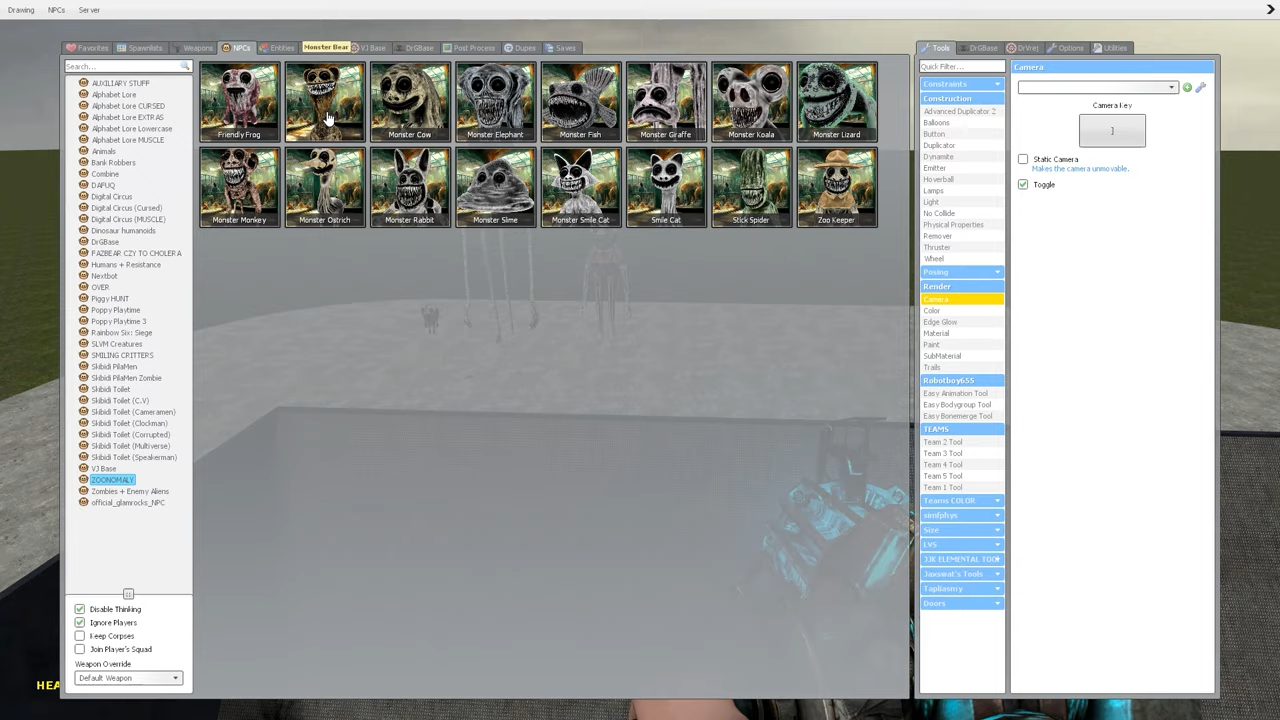 Drawing NPCs Server
Favorites Spawnlists Weapons NPCs Entities Monster Bear VJ Base DrGBase Post Process Dupes Saves
Search...
AUXILIARY STUFF
Alphabet Lore
Alphabet Lore CURSED
Alphabet Lore EXTRAS
Alphabet Lore Lowercase
Alphabet Lore MUSCLE
Animals
Bank Robbers
Combine
DAFUQ
Digital Circus
Digital Circus (Cursed)
Digital Circus (MUSCLE)
Dinosaur humanoids
DrGBase
FAZBEAR CZY TO CHOLERA
Humans + Resistance
Nextbot
OVER
Piggy HUNT
Poppy Playtime
Poppy Playtime 3
Rainbow Six: Siege
SLVM Creatures
SMILING CRITTERS
Skibidi PilaMen
Skibidi PilaMen Zombie
Skibidi Toilet
Skibidi Toilet (C.V)
Skibidi Toilet (Cameramen)
Skibidi Toilet (Clockman)
Skibidi Toilet (Corrupted)
Skibidi Toilet (Multiverse)
Skibidi Toilet (Speakerman)
VJ Base
ZOONOMALY
Zombies + Enemy Aliens
official_glamrocks_NPC
Disable Thinking
Ignore Players
Keep Corpses
Join Player's Squad
Weapon Override
Default Weapon
HEA
Friendly Frog Monster Cow Monster Elephant Monster Fish Monster Giraffe Monster Koala Monster Lizard
Monster Monkey Monster Ostrich Monster Rabbit Monster Slime Monster Smile Cat Smile Cat Stick Spider Zoo Keeper
Tools DrGBase DrVrej Options Utilities
Quick Filter...
Constraints
Construction
Advanced Duplicator 2
Balloons
Button
Duplicator
Dynamite
Emitter
Hoverball
Lamps
Light
No Collide
Physical Properties
Remover
Thruster
Wheel
Posing
Render
Camera
Color
Edge Glow
Material
Paint
SubMaterial
Trails
Robotboy655
Easy Animation Tool
Easy Bodygroup Tool
Easy Bonemerge Tool
TEAMS
Team 2 Tool
Team 3 Tool
Team 4 Tool
Team 5 Tool
Team 1 Tool
Teams COLOR
simfphys
Size
LVS
JJK ELEMENTAL TOOL
Jaxswat's Tools
Tapliasmy
Doors
Camera
Camera Key
]
Static Camera
Makes the camera unmovable.
Toggle